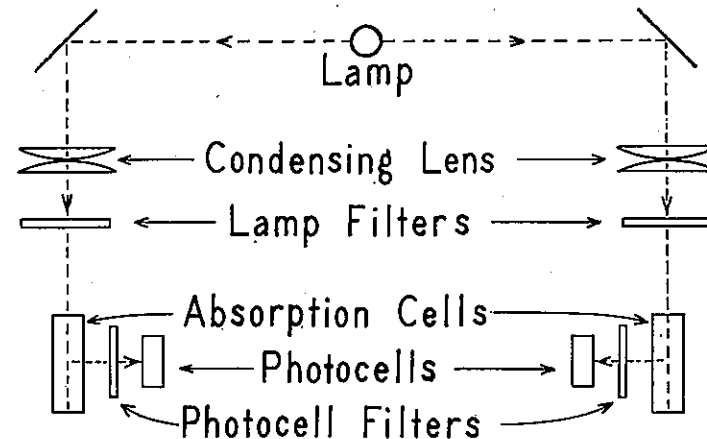 Lamp
Condensing Lens
Lamp Filters
Absorption Cells
Photocells
Photocell Filters